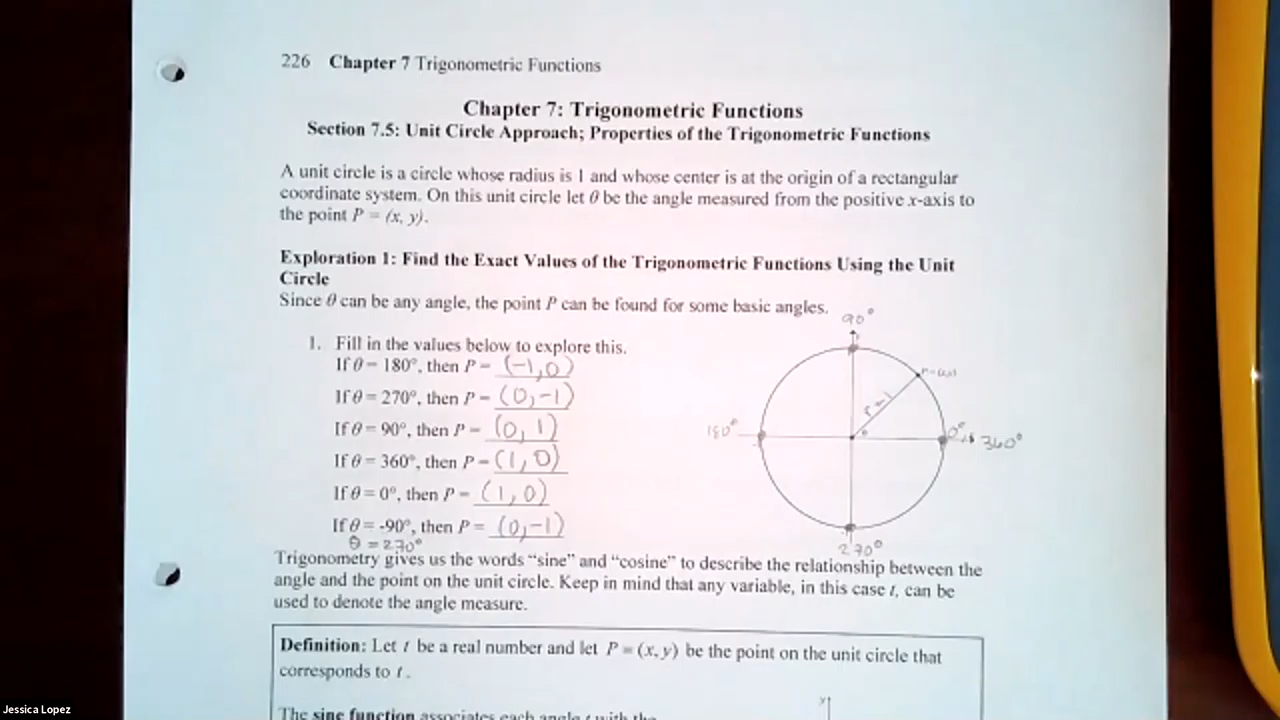 226 Chapter 7 Trigonometric Functions
Chapter 7: Trigonometric Functions
Section 7.5: Unit Circle Approach; Properties of the Trigonometric Functions
A unit circle is a circle whose radius is 1 and whose center is at the origin of a rectangular
coordinate system. On this unit circle let θ be the angle measured from the positive x-axis to
the point P = (x, y).
Exploration 1: Find the Exact Values of the Trigonometric Functions Using the Unit
Circle
Since θ can be any angle, the point P can be found for some basic angles.
90°
1. Fill in the values below to explore this.
If θ = 180°, then P = (-1,0)
If θ = 270°, then P = (0,-1)
If θ = 90°, then P = (0, 1)
180°
0°
360°
If θ = 360°, then P = (1, 0)
If θ = 0°, then P = (1, 0)
If θ = -90°, then P = (0,-1)
θ = 270°
270°
Trigonometry gives us the words “sine” and “cosine” to describe the relationship between the
angle and the point on the unit circle. Keep in mind that any variable, in this case t, can be
used to denote the angle measure.
Definition: Let t be a real number and let P = (x, y) be the point on the unit circle that
corresponds to t.
The sine function associates each angle t with the
y
Jessica Lopez